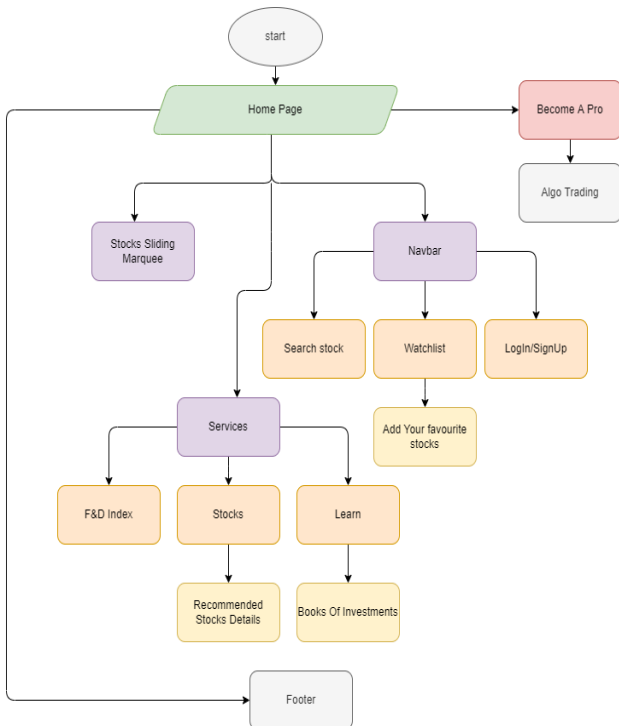 start
Home Page
Become A Pro
Algo Trading
Stocks Sliding
Marquee
Navbar
Search stock
Watchlist
LogIn/SignUp
Add Your favourite
stocks
Services
F&D Index
Stocks
Learn
Recommended
Stocks Details
Books Of Investments
Footer